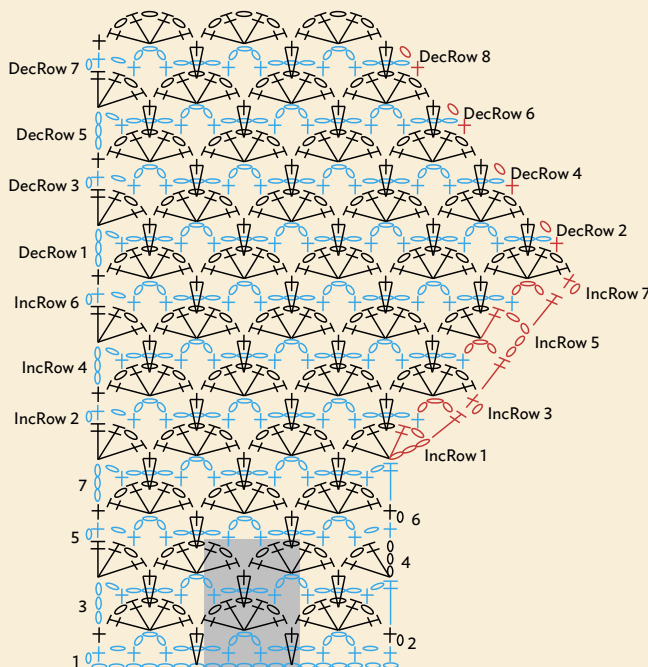 DecRow 8
DecRow 7
DecRow 6
DecRow 5
DecRow 4
DecRow 3
DecRow 2
DecRow 1
IncRow 7
IncRow 6
IncRow 5
IncRow 4
IncRow 3
IncRow 2
IncRow 1
7
6
5
4
3
2
1